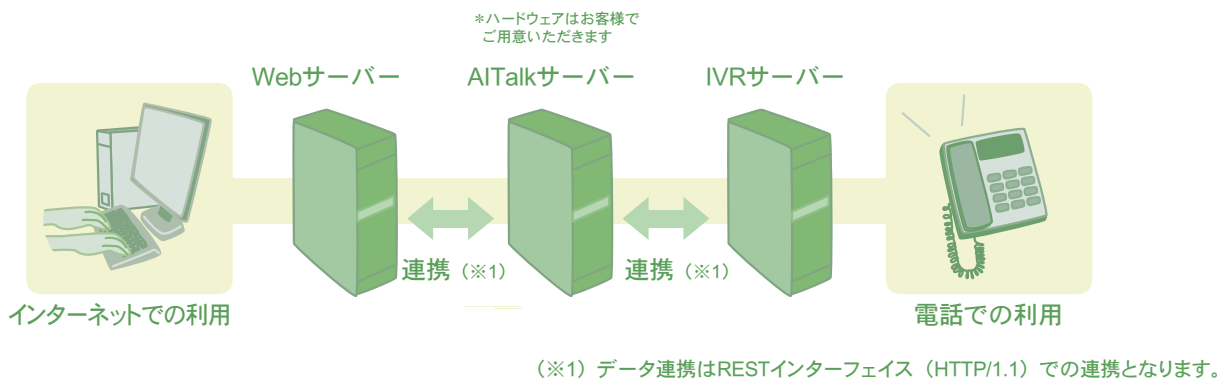 *ハードウェアはお客様で
ご用意いただきます
Webサーバー
AITalkサーバー
IVRサーバー
連携（※1）
連携（※1）
インターネットでの利用
電話での利用
（※1）データ連携はRESTインターフェイス（HTTP/1.1）での連携となります。